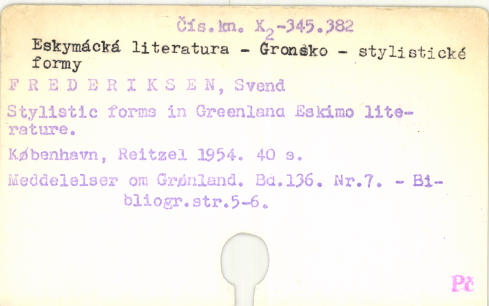 Čís.kn. X2-345.382
Eskymácká literatura - Gronsko - stylistické
formy
F R E D E R I K S E N, Svend
Stylistic forms in Greenland Eskimo lite-
rature.
København, Reitzel 1954. 40 s.
Meddelelser om Grønland. Bd.136. Nr.7. - Bi-
bliogr.str.5-6.
Pč